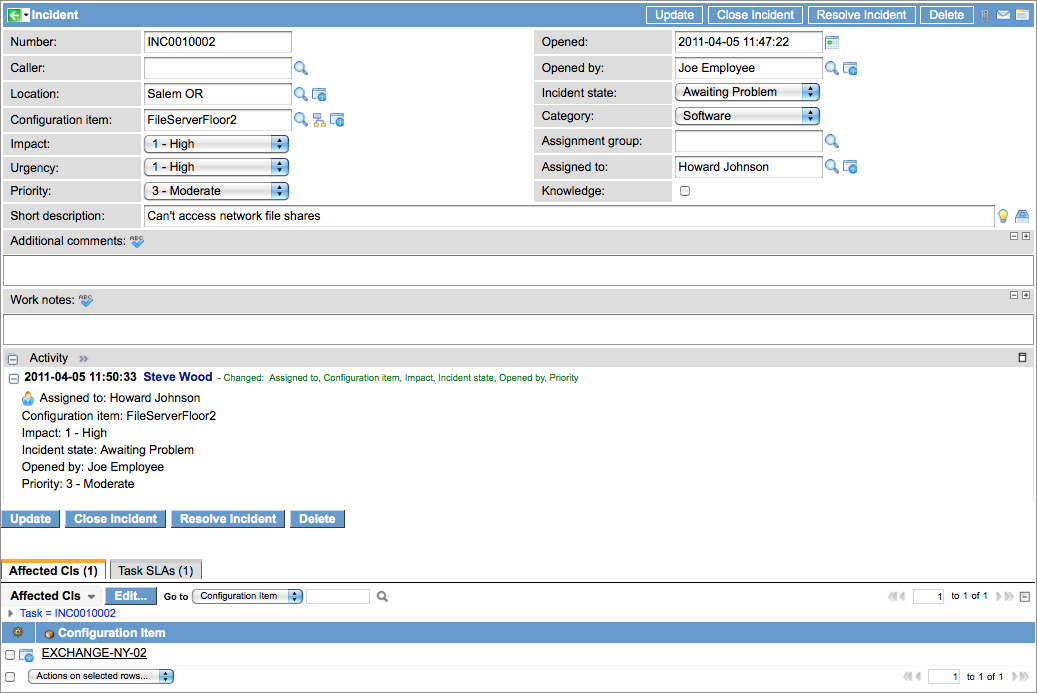 Incident Update Close Incident Resolve Incident Delete
Number: INC0010002 Opened: 2011-04-05 11:47:22
Caller: Opened by: Joe Employee
Location: Salem OR Incident state: Awaiting Problem
Configuration item: FileServerFloor2 Category: Software
Impact: 1 - High Assignment group:
Urgency: 1 - High Assigned to: Howard Johnson
Priority: 3 - Moderate Knowledge:
Short description: Can't access network file shares
Additional comments: ABC
Work notes: ABC
Activity »
2011-04-05 11:50:33 Steve Wood - Changed: Assigned to, Configuration item, Impact, Incident state, Opened by, Priority
Assigned to: Howard Johnson
Configuration item: FileServerFloor2
Impact: 1 - High
Incident state: Awaiting Problem
Opened by: Joe Employee
Priority: 3 - Moderate
Update Close Incident Resolve Incident Delete
Affected CIs (1) Task SLAs (1)
Affected CIs Edit... Go to Configuration Item 1 to 1 of 1
Task = INC0010002
Configuration Item
EXCHANGE-NY-02
Actions on selected rows... 1 to 1 of 1